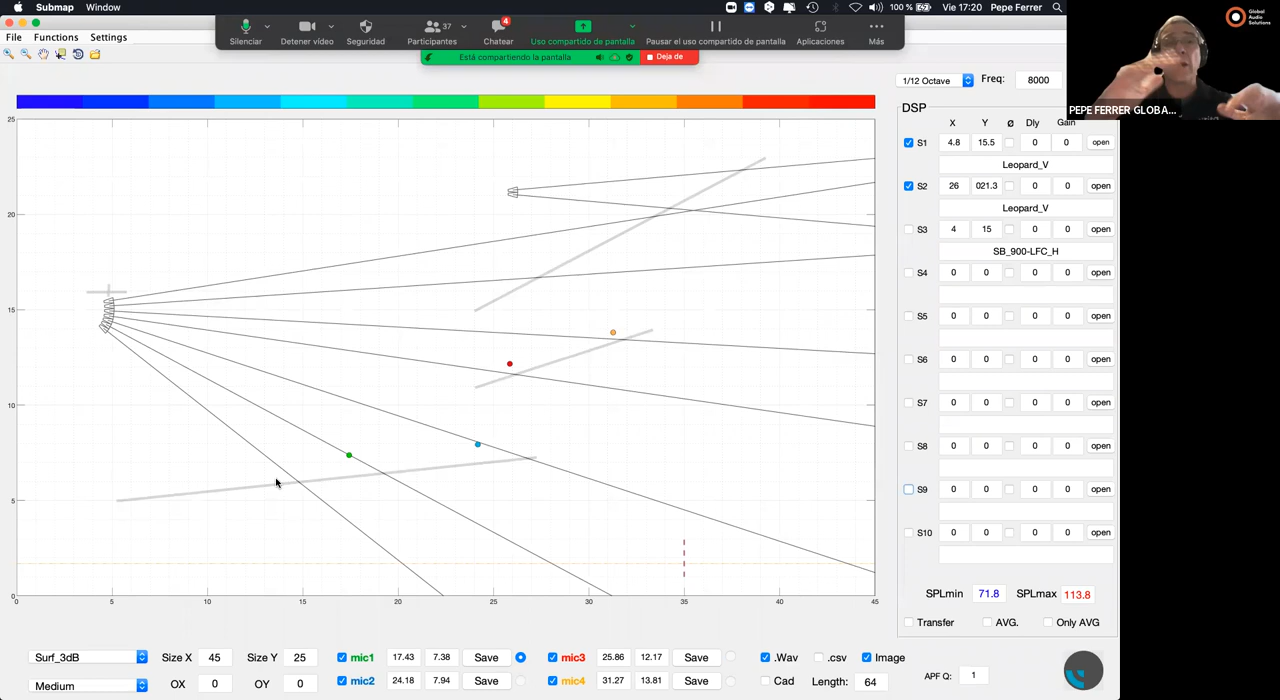 Submap Window
100 % Vie 17:20 Pepe Ferrer
Global Audio Solutions
File Functions Settings
Silenciar Detener vídeo Seguridad Participantes 37 Chatear 4 Uso compartido de pantalla Pausar el uso compartido de pantalla Aplicaciones Más
Está compartiendo la pantalla Deja de
PEPE FERRER GLOBA...
1/12 Octave Freq: 8000
DSP
X Y Ø Dly Gain
S1 4.8 15.5 0 0 open
Leopard_V
S2 26 021.3 0 0 open
Leopard_V
S3 4 15 0 0 open
SB_900-LFC_H
S4 0 0 0 0 open
S5 0 0 0 0 open
S6 0 0 0 0 open
S7 0 0 0 0 open
S8 0 0 0 0 open
S9 0 0 0 0 open
S10 0 0 0 0 open
SPLmin 71.8 SPLmax 113.8
Transfer AVG. Only AVG
25
20
15
10
5
0
0 5 10 15 20 25 30 35 40 45
Surf_3dB Size X 45 Size Y 25 mic1 17.43 7.38 Save mic3 25.86 12.17 Save .Wav .csv Image
Medium OX 0 OY 0 mic2 24.18 7.94 Save mic4 31.27 13.81 Save Cad Length: 64 APF Q: 1